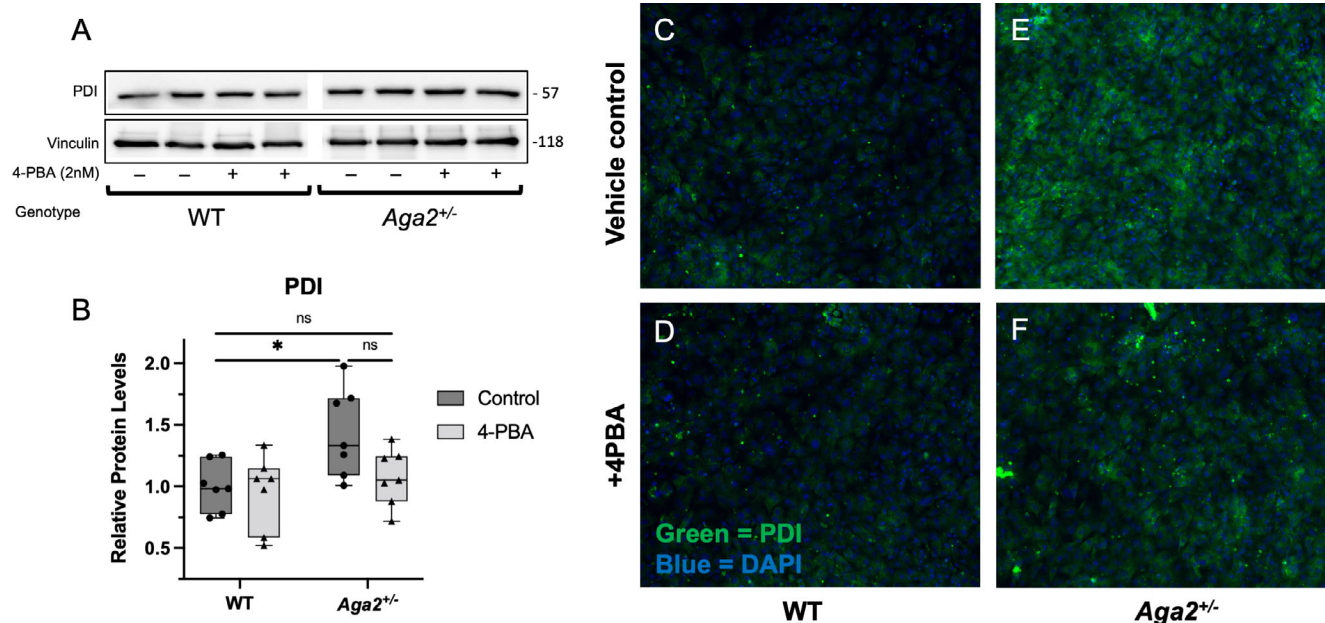 A
PDI
- 57
Vinculin
-118
4-PBA (2nM)
– – + + – – + +
Genotype
WT
Aga2+/-
B
PDI
ns
*
ns
Relative Protein Levels
2.0
1.5
1.0
0.5
WT
Aga2+/-
Control
4-PBA
Vehicle control
+4PBA
C
E
D
F
Green = PDI
Blue = DAPI
WT
Aga2+/-